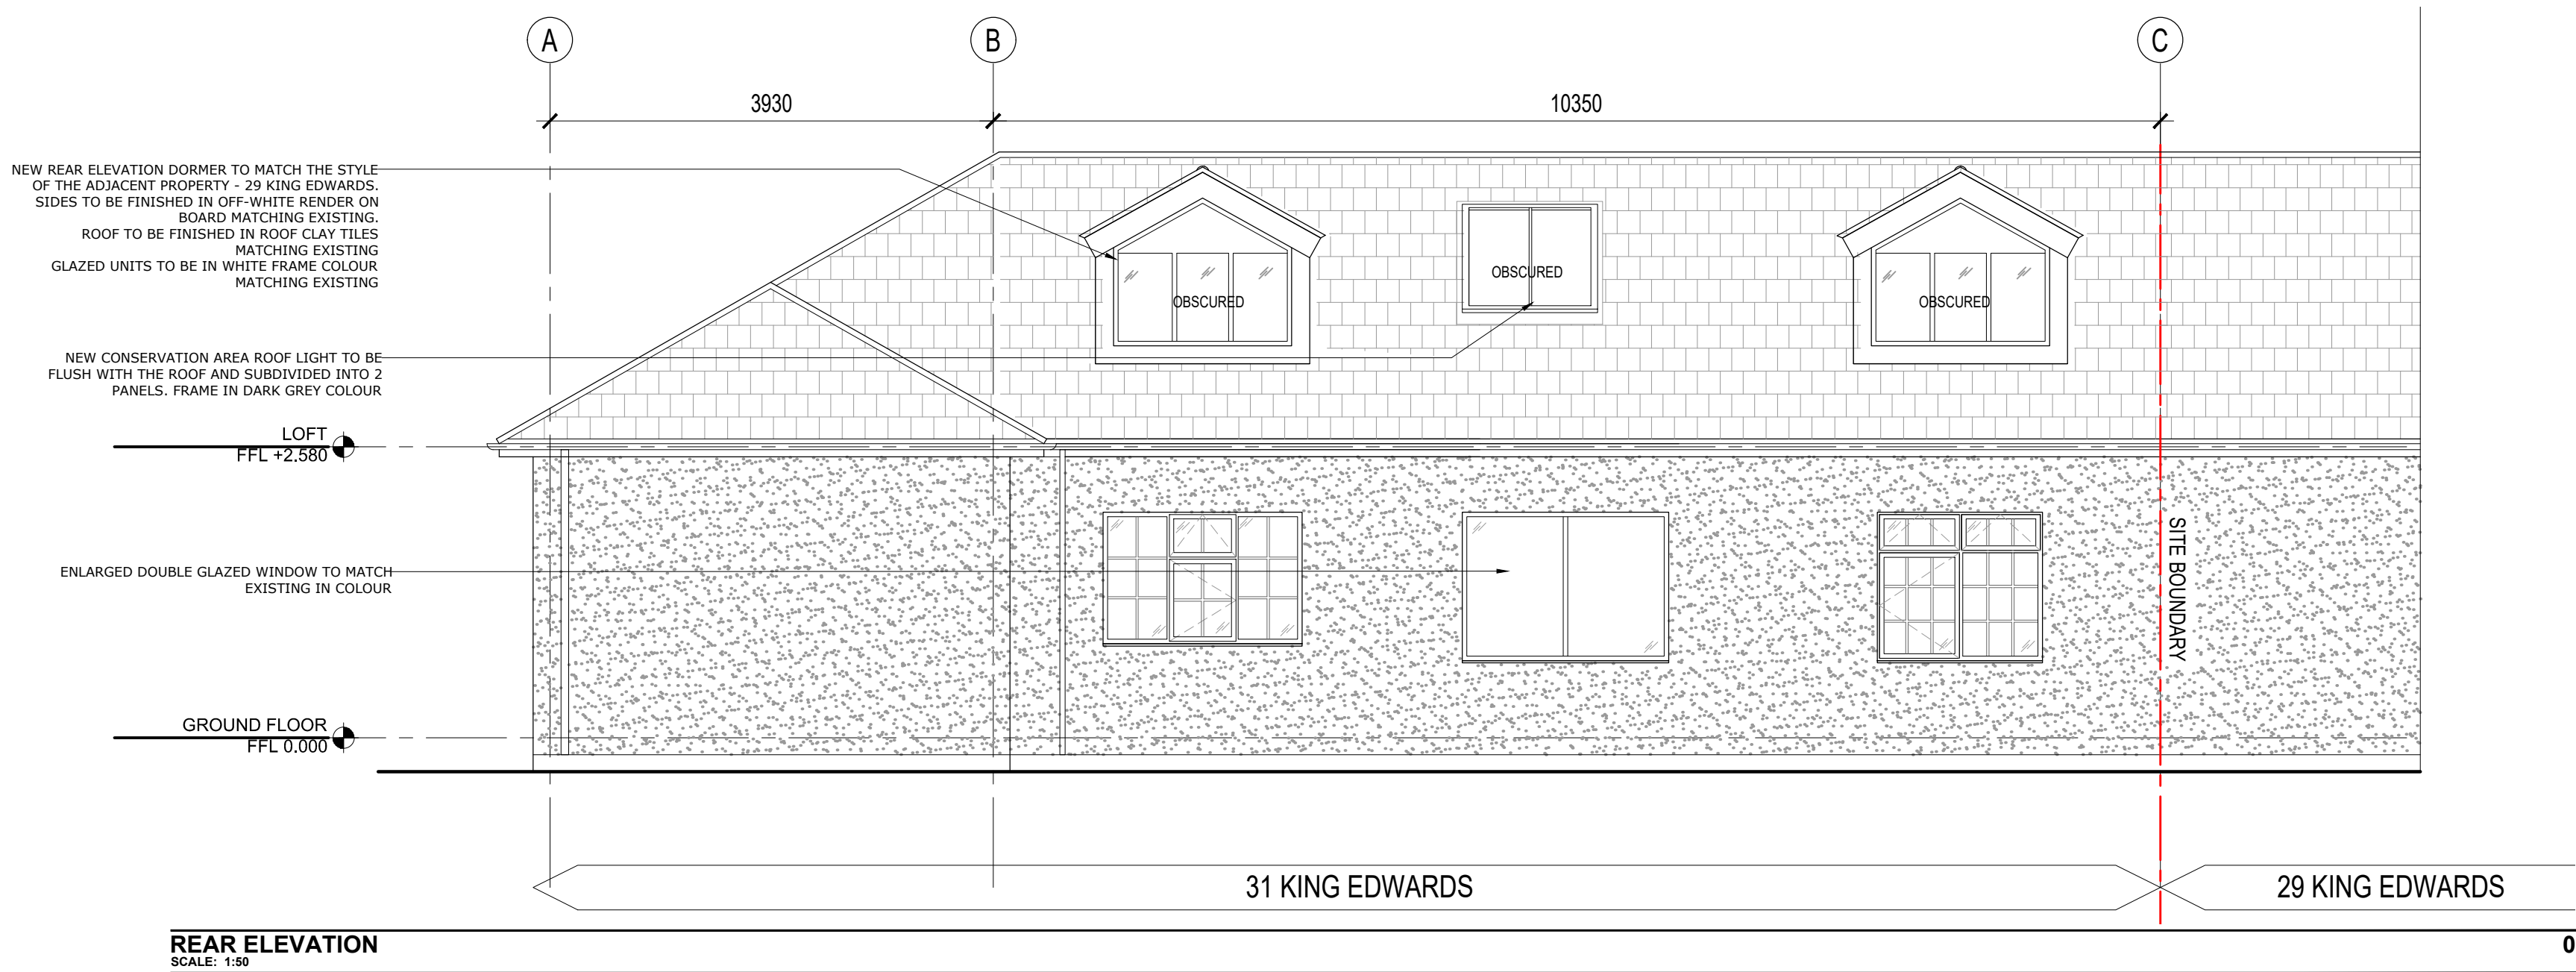 A
B
C
3930
10350
NEW REAR ELEVATION DORMER TO MATCH THE STYLE
OF THE ADJACENT PROPERTY - 29 KING EDWARDS.
SIDES TO BE FINISHED IN OFF-WHITE RENDER ON
BOARD MATCHING EXISTING.
ROOF TO BE FINISHED IN ROOF CLAY TILES
MATCHING EXISTING
GLAZED UNITS TO BE IN WHITE FRAME COLOUR
MATCHING EXISTING
OBSCURED
OBSCURED
OBSCURED
NEW CONSERVATION AREA ROOF LIGHT TO BE
FLUSH WITH THE ROOF AND SUBDIVIDED INTO 2
PANELS. FRAME IN DARK GREY COLOUR
LOFT
FFL +2.580
ENLARGED DOUBLE GLAZED WINDOW TO MATCH
EXISTING IN COLOUR
SITE BOUNDARY
GROUND FLOOR
FFL 0.000
31 KING EDWARDS
29 KING EDWARDS
REAR ELEVATION
0
SCALE: 1:50